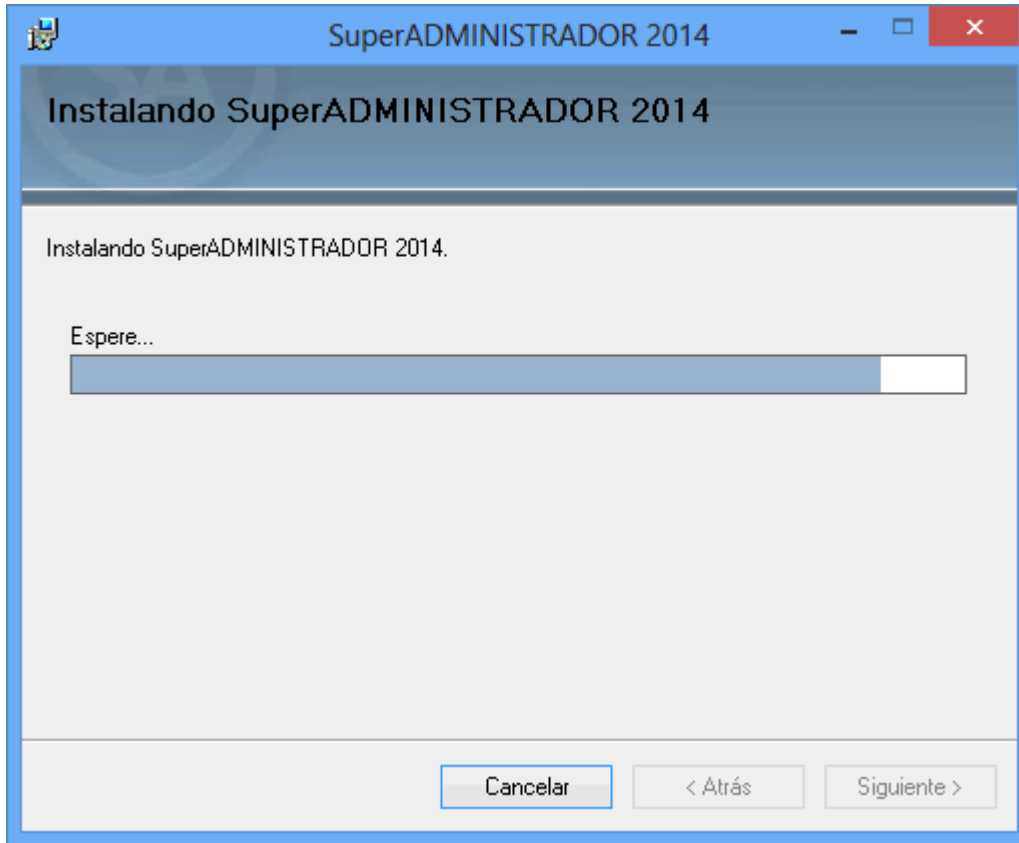 SuperADMINISTRADOR 2014
Instalando SuperADMINISTRADOR 2014
Instalando SuperADMINISTRADOR 2014.
Espere...
Cancelar
< Atrás
Siguiente >